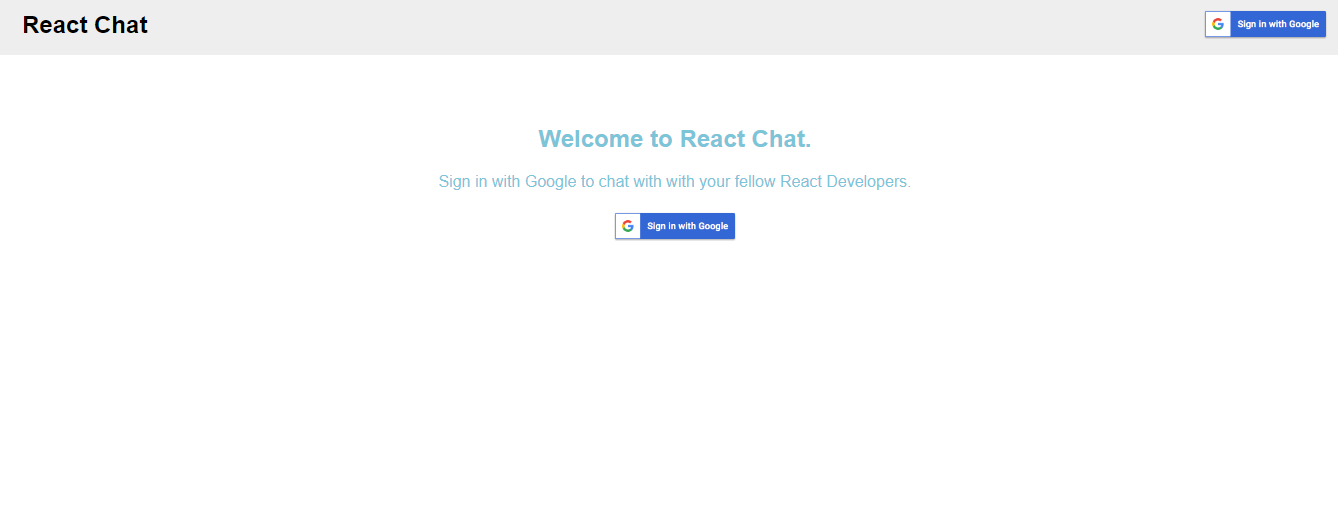 React Chat
Sign in with Google
Welcome to React Chat.
Sign in with Google to chat with with your fellow React Developers.
Sign in with Google